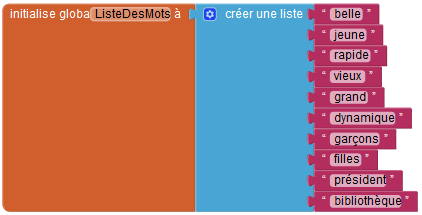 initialise globa ListeDesMots à créer une liste " belle "
" jeune "
" rapide "
" vieux "
" grand "
" dynamique "
" garçons "
" filles "
" président "
" bibliothèque "